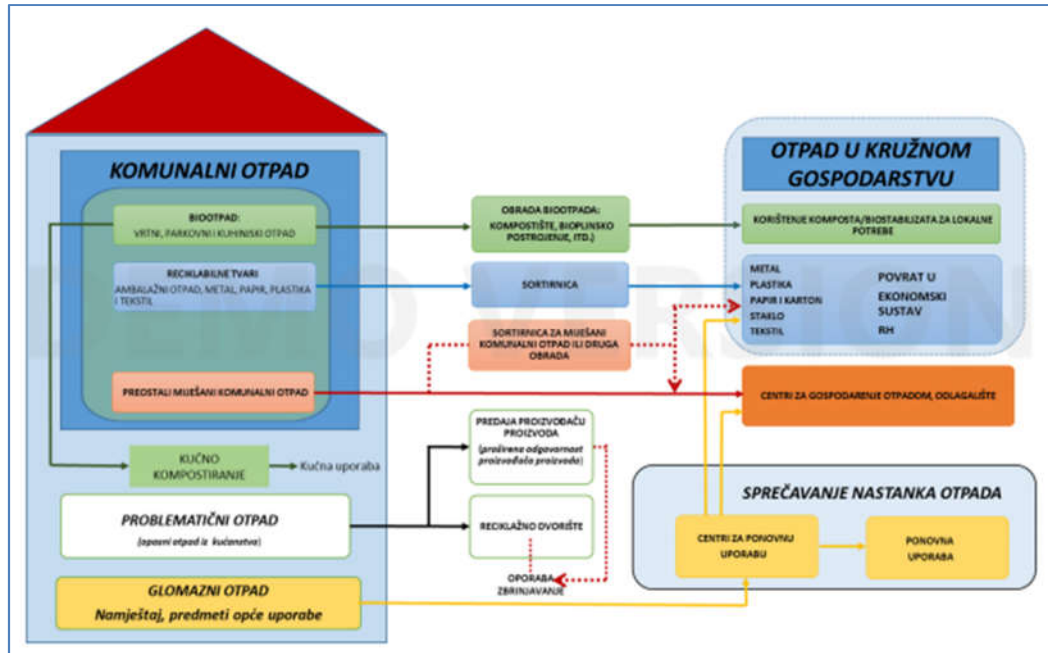 KOMUNALNI OTPAD
BIOOTPAD:
VRTNI, PARKOVNI I KUHINJSKI OTPAD
RECIKLABILNE TVARI
AMBALAŽNI OTPAD, METAL, PAPIR, PLASTIKA
I TEKSTIL
PREOSTALI MIJEŠANI KOMUNALNI OTPAD
KUĆNO
KOMPOSTIRANJE
Kućna uporaba
PROBLEMATIČNI OTPAD
(opasni otpad iz kućanstva)
GLOMAZNI OTPAD
Namještaj, predmeti opće uporabe
OBRADA BIOOTPADA:
KOMPOSTIŠTE, BIOPLINSKO
POSTROJENJE, ITD.)
SORTIRNICA
SORTIRNICA ZA MIJEŠANI
KOMUNALNI OTPAD ILI DRUGA
OBRADA
PREDAJA PROIZVOĐAČU
PROIZVODA
(proširena odgovornost
proizvođača proizvoda)
RECIKLAŽNO DVORIŠTE
OPORABA
ZBRINJAVANJE
OTPAD U KRUŽNOM
GOSPODARSTVU
KORIŠTENJE KOMPOSTA/BIOSTABILIZATA ZA LOKALNE
POTREBE
METAL
PLASTIKA
PAPIR I KARTON
STAKLO
TEKSTIL
POVRAT U
EKONOMSKI
SUSTAV
RH
CENTRI ZA GOSPODARENJE OTPADOM, ODLAGALIŠTE
SPREČAVANJE NASTANKA OTPADA
CENTRI ZA PONOVNU
UPORABU
PONOVNA
UPORABA
DEMO VERSION